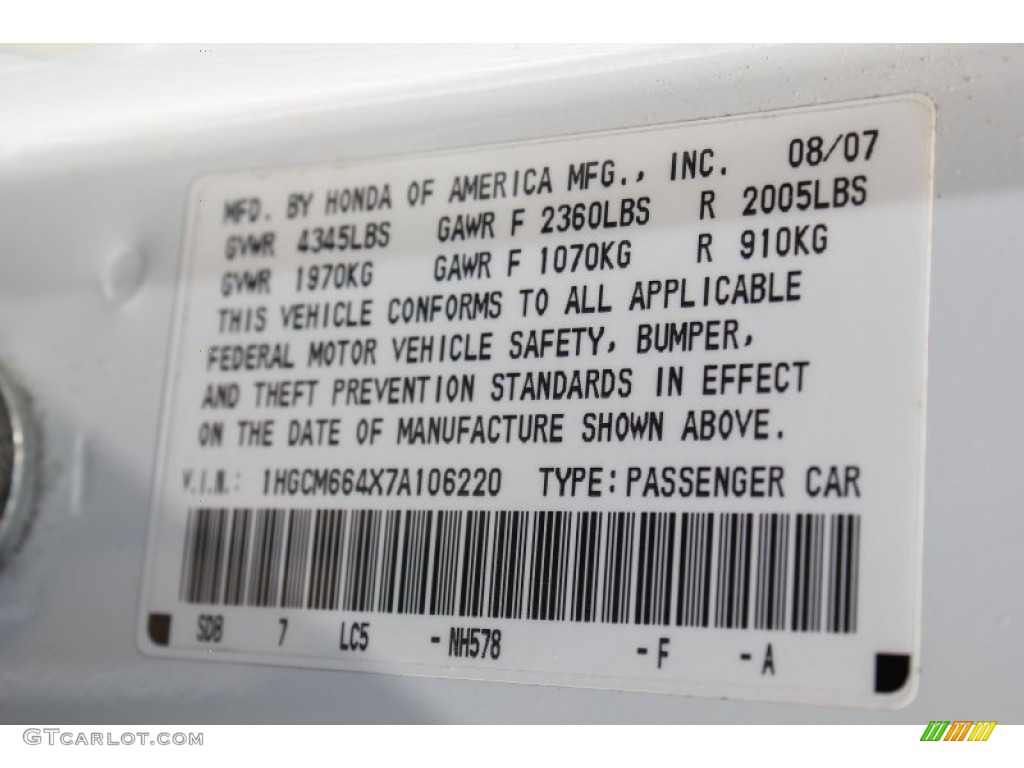 MFD. BY HONDA OF AMERICA MFG., INC. 08/07
GVWR 4345LBS GAWR F 2360LBS R 2005LBS
GVWR 1970KG GAWR F 1070KG R 910KG
THIS VEHICLE CONFORMS TO ALL APPLICABLE
FEDERAL MOTOR VEHICLE SAFETY, BUMPER,
AND THEFT PREVENTION STANDARDS IN EFFECT
ON THE DATE OF MANUFACTURE SHOWN ABOVE.
V.I.N.: 1HGCM664X7A106220 TYPE: PASSENGER CAR
SDB 7 LC5 -NH578 -F -A
GTCARLOT.COM